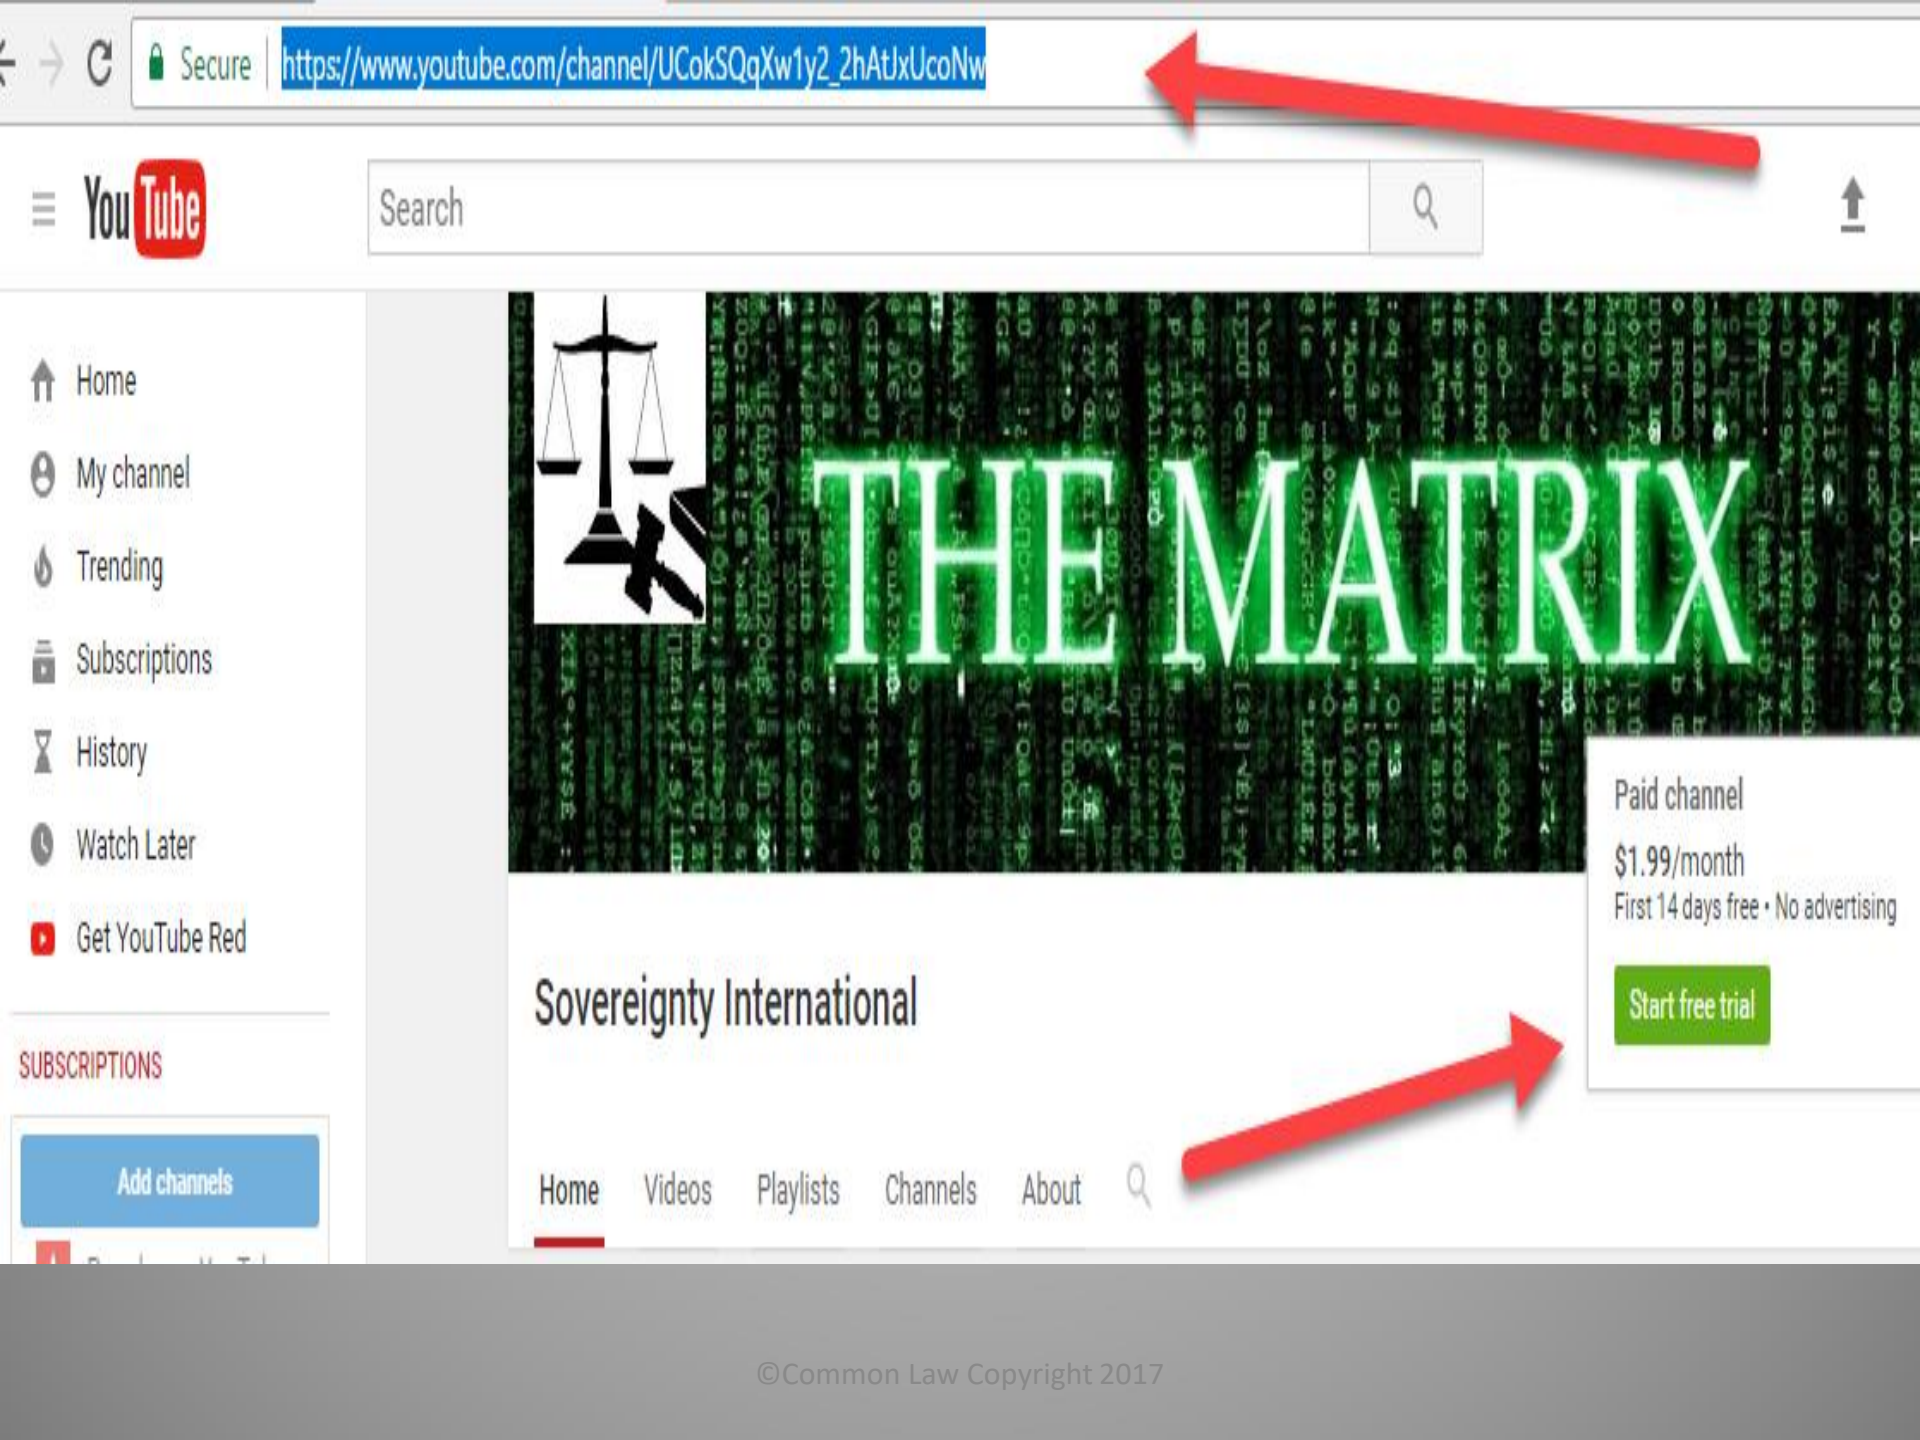 Secure https://www.youtube.com/channel/UCokSQqXw1y2_2hAtJxUcoNw
YouTube
Search
Home
My channel
Trending
Subscriptions
History
Watch Later
Get YouTube Red
SUBSCRIPTIONS
Add channels
THE MATRIX
Paid channel
$1.99/month
First 14 days free • No advertising
Start free trial
Sovereignty International
Home Videos Playlists Channels About
©Common Law Copyright 2017